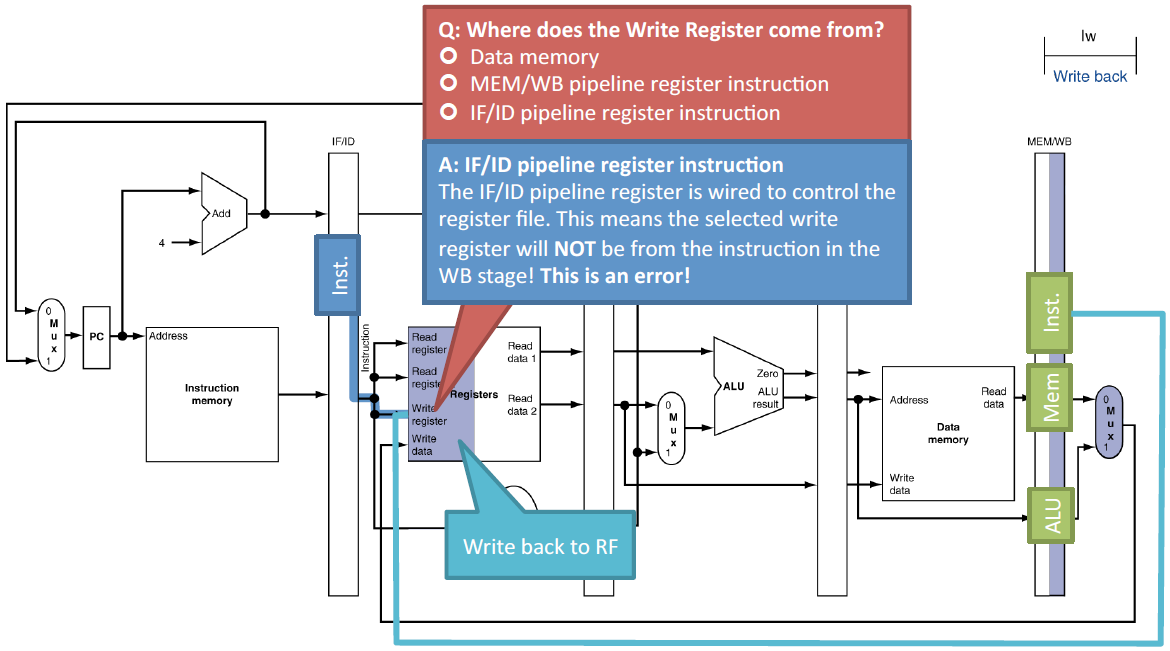 Q: Where does the Write Register come from?
Data memory
MEM/WB pipeline register instruction
IF/ID pipeline register instruction
lw
Write back
A: IF/ID pipeline register instruction
The IF/ID pipeline register is wired to control the
register file. This means the selected write
register will NOT be from the instruction in the
WB stage! This is an error!
IF/ID
MEM/WB
Add
4
Inst.
Inst.
0
M
u
x
1
PC
Address
Instruction
memory
Instruction
Read
register
Read
registe
Write
register
Write
data
Registers
Read
data 1
Read
data 2
0
M
u
x
1
ALU
Zero
ALU
result
Address
Write
data
Data
memory
Read
data
Mem
ALU
0
M
u
x
1
Write back to RF